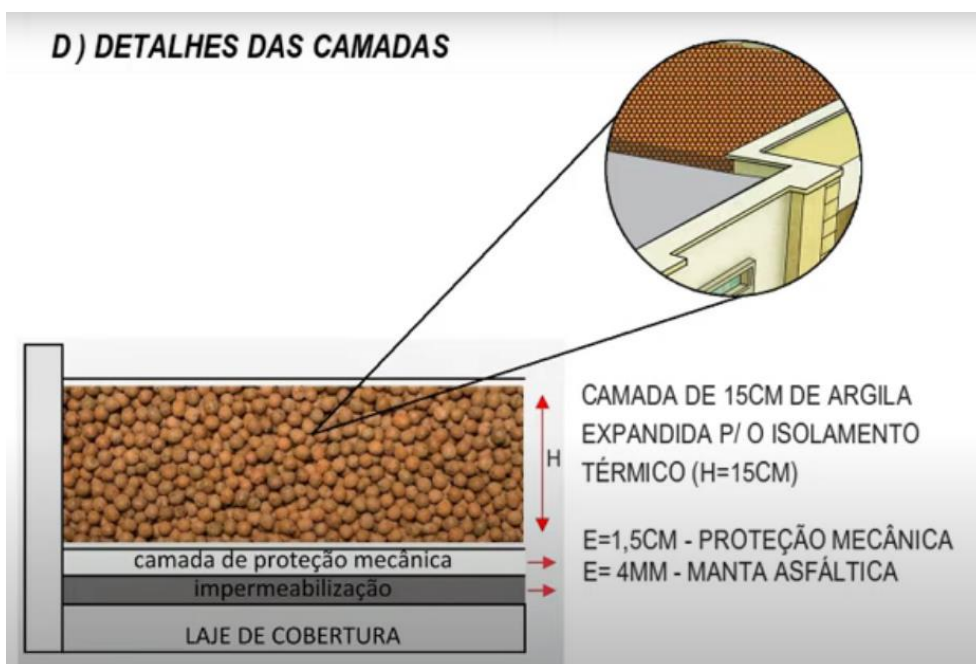 D ) DETALHES DAS CAMADAS
H
CAMADA DE 15CM DE ARGILA
EXPANDIDA P/ O ISOLAMENTO
TÉRMICO (H=15CM)
camada de proteção mecânica
E=1,5CM - PROTEÇÃO MECÂNICA
impermeabilização
E= 4MM - MANTA ASFÁLTICA
LAJE DE COBERTURA